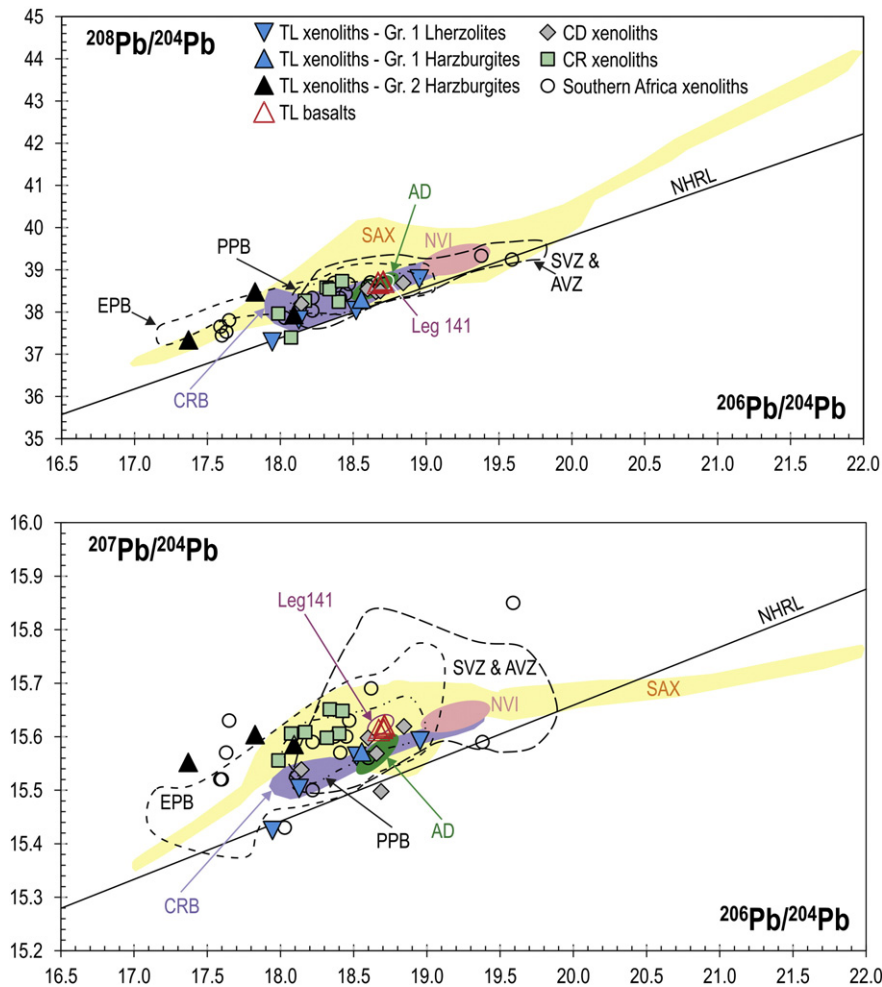 208Pb/204Pb
TL xenoliths - Gr. 1 Lherzolites
TL xenoliths - Gr. 1 Harzburgites
TL xenoliths - Gr. 2 Harzburgites
TL basalts
CD xenoliths
CR xenoliths
Southern Africa xenoliths
45
44
43
42
41
40
39
38
37
36
35
NHRL
AD
SAX
NVI
PPB
EPB
SVZ &
AVZ
Leg 141
CRB
206Pb/204Pb
16.5 17.0 17.5 18.0 18.5 19.0 19.5 20.0 20.5 21.0 21.5 22.0
207Pb/204Pb
16.0
15.9
15.8
15.7
15.6
15.5
15.4
15.3
15.2
Leg141
NHRL
SVZ & AVZ
NVI
SAX
EPB
PPB
AD
CRB
206Pb/204Pb
16.5 17.0 17.5 18.0 18.5 19.0 19.5 20.0 20.5 21.0 21.5 22.0